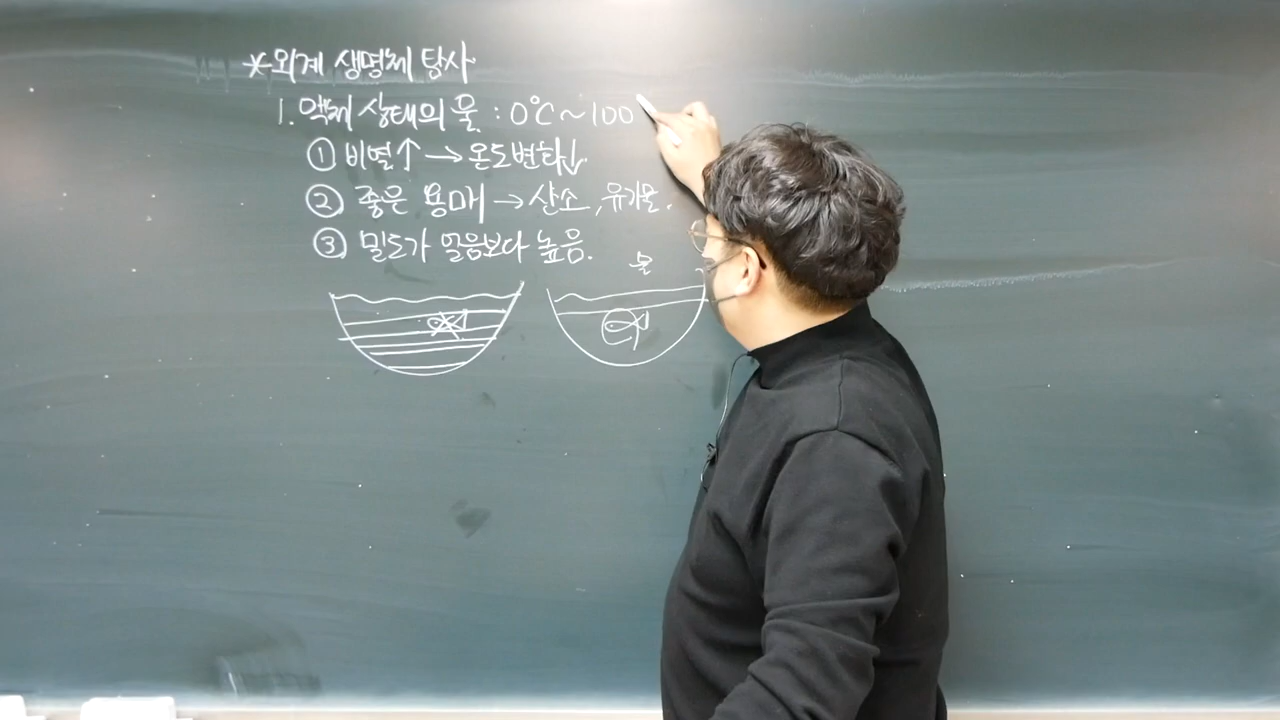 *외계 생명체 탐사
1. 액체 상태의 물 : 0℃~100
① 비열↑ → 온도변화↓.
② 좋은 용매 → 산소, 유기물.
③ 밀도가 얼음보다 높음.
물